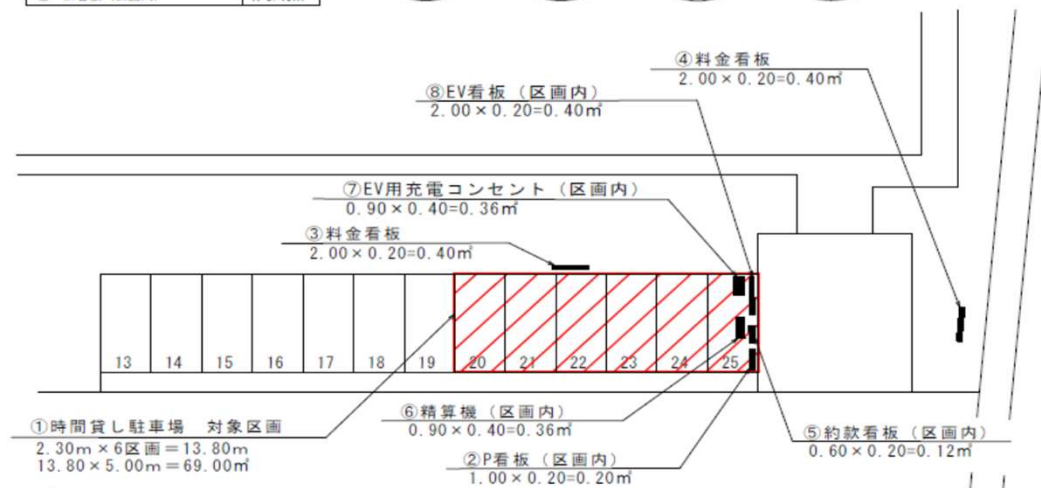 ④料金看板
2.00×0.20=0.40㎡
⑧EV看板（区画内）
2.00×0.20=0.40㎡
⑦EV用充電コンセント（区画内）
0.90×0.40=0.36㎡
③料金看板
2.00×0.20=0.40㎡
13 14 15 16 17 18 19 20 21 22 23 24 25
①時間貸し駐車場　対象区画
2.30m×6区画=13.80m
13.80×5.00m=69.00㎡
⑥精算機（区画内）
0.90×0.40=0.36㎡
⑤約款看板（区画内）
0.60×0.20=0.12㎡
②P看板（区画内）
1.00×0.20=0.20㎡